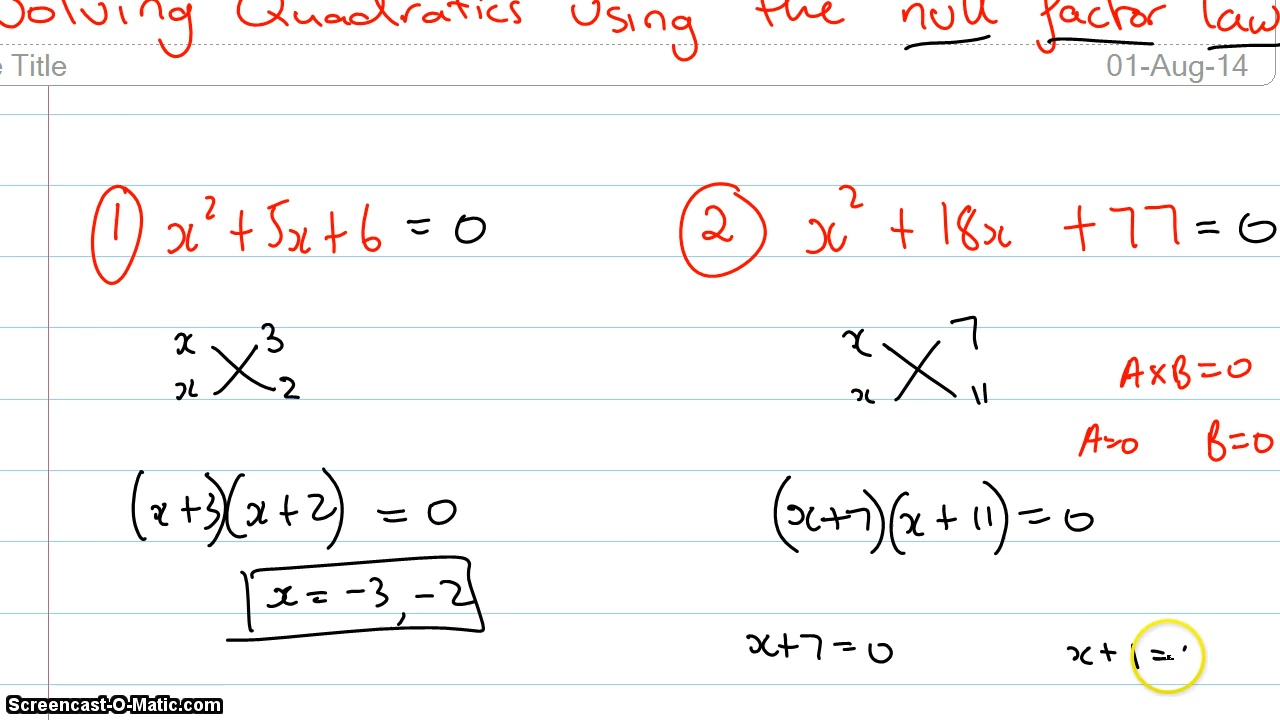 Solving Quadratics using the null factor law
e Title
01-Aug-14
1 x² + 5x + 6 = 0
2 x² + 18x + 77 = 0
x 3
x 2
x 7
x 11
A×B=0
A=0 B=0
(x+3)(x+2) = 0
(x+7)(x+11) = 0
x = -3, -2
x+7=0
x+1=
Screencast-O-Matic.com